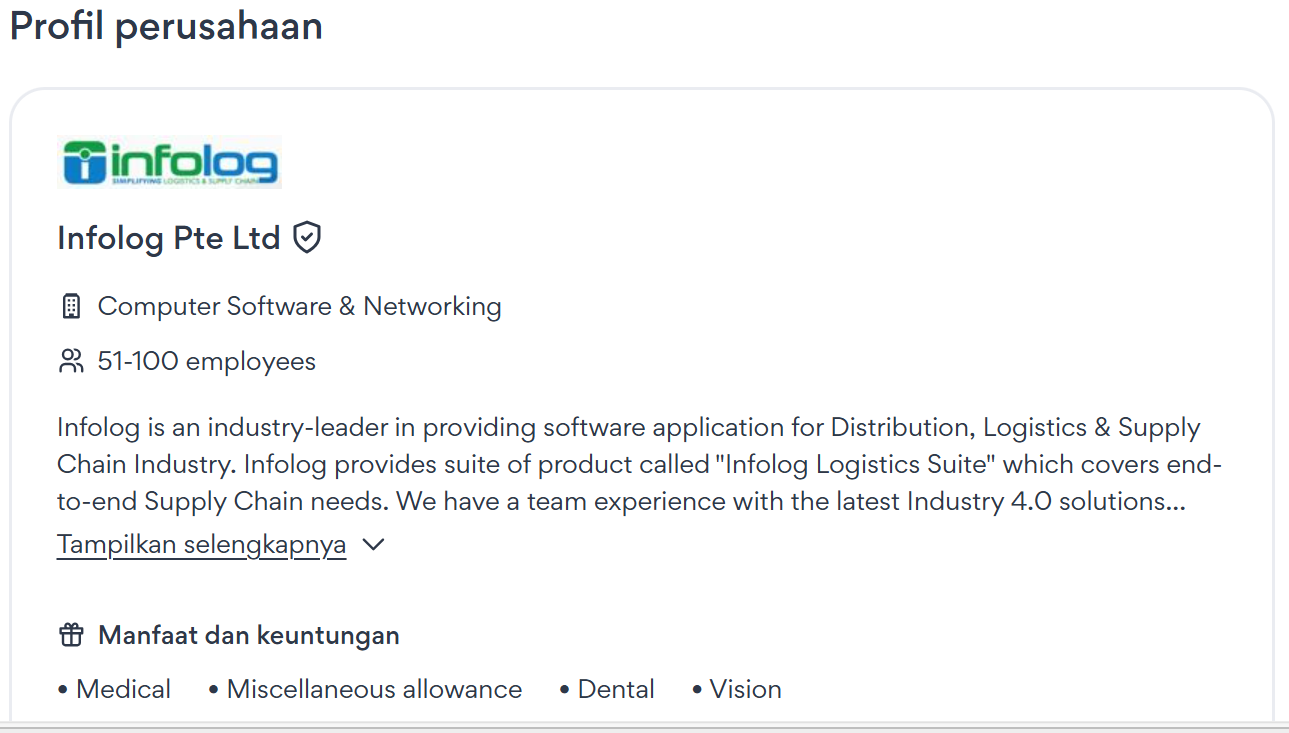 Profil perusahaan
infolog
SIMPLIFYING LOGISTICS & SUPPLY CHAIN
Infolog Pte Ltd
Computer Software & Networking
51-100 employees
Infolog is an industry-leader in providing software application for Distribution, Logistics & Supply
Chain Industry. Infolog provides suite of product called "Infolog Logistics Suite" which covers end-
to-end Supply Chain needs. We have a team experience with the latest Industry 4.0 solutions...
Tampilkan selengkapnya
Manfaat dan keuntungan
• Medical • Miscellaneous allowance • Dental • Vision